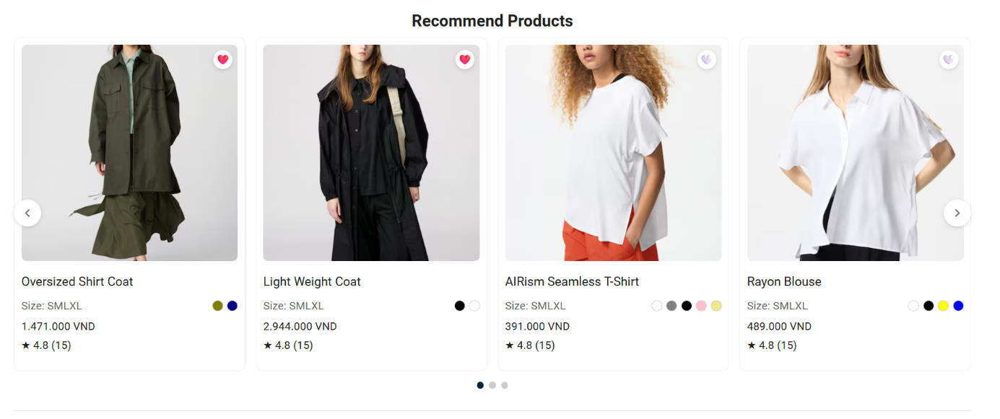 Recommend Products
Oversized Shirt Coat
Size: SMLXL
1.471.000 VND
★ 4.8 (15)
Light Weight Coat
Size: SMLXL
2.944.000 VND
★ 4.8 (15)
AIRism Seamless T-Shirt
Size: SMLXL
391.000 VND
★ 4.8 (15)
Rayon Blouse
Size: SMLXL
489.000 VND
★ 4.8 (15)